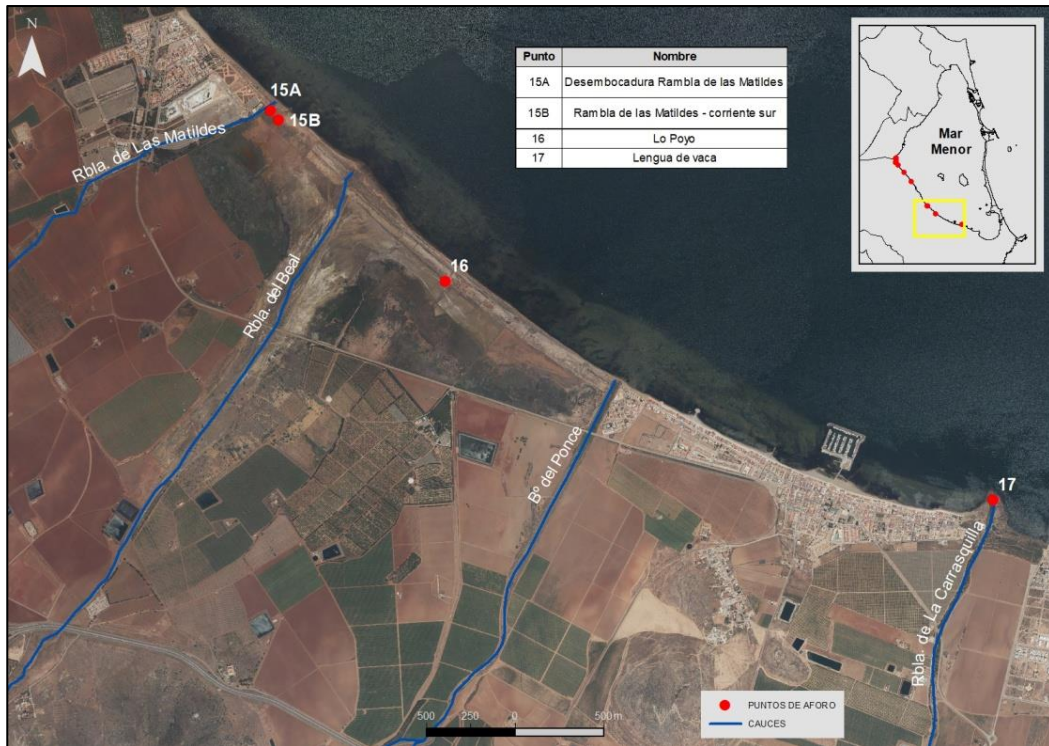 N
Punto Nombre
15A Desembocadura Rambla de las Matildes
15B Rambla de las Matildes - corriente sur
16 Lo Poyo
17 Lengua de vaca
Mar
Menor
15A
15B
Rbla. de Las Matildes
Rbla. del Beal
16
Bº del Ponce
17
Rbla. de La Carrasquilla
PUNTOS DE AFORO
CAUCES
500 250 0 500 m